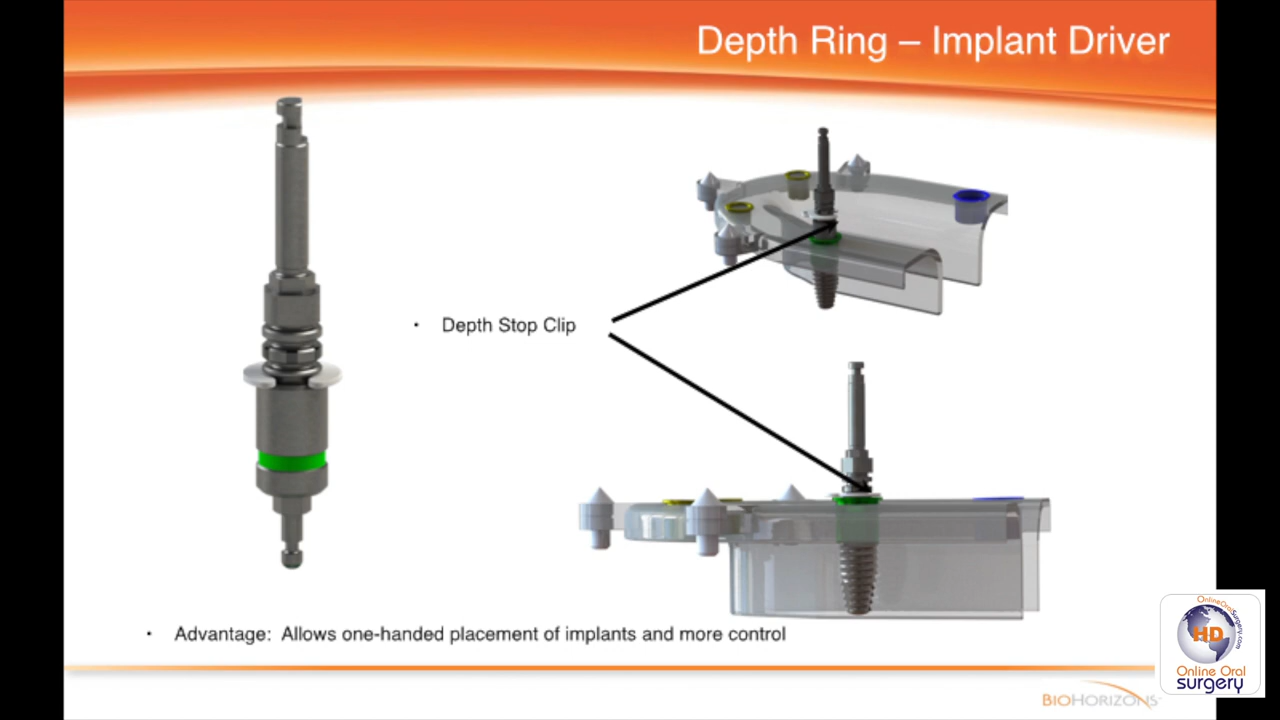 Depth Ring – Implant Driver
• Depth Stop Clip
• Advantage: Allows one-handed placement of implants and more control
OnlineOralSurgery.com
HD
Online Oral
surgery
BIOHORIZONS